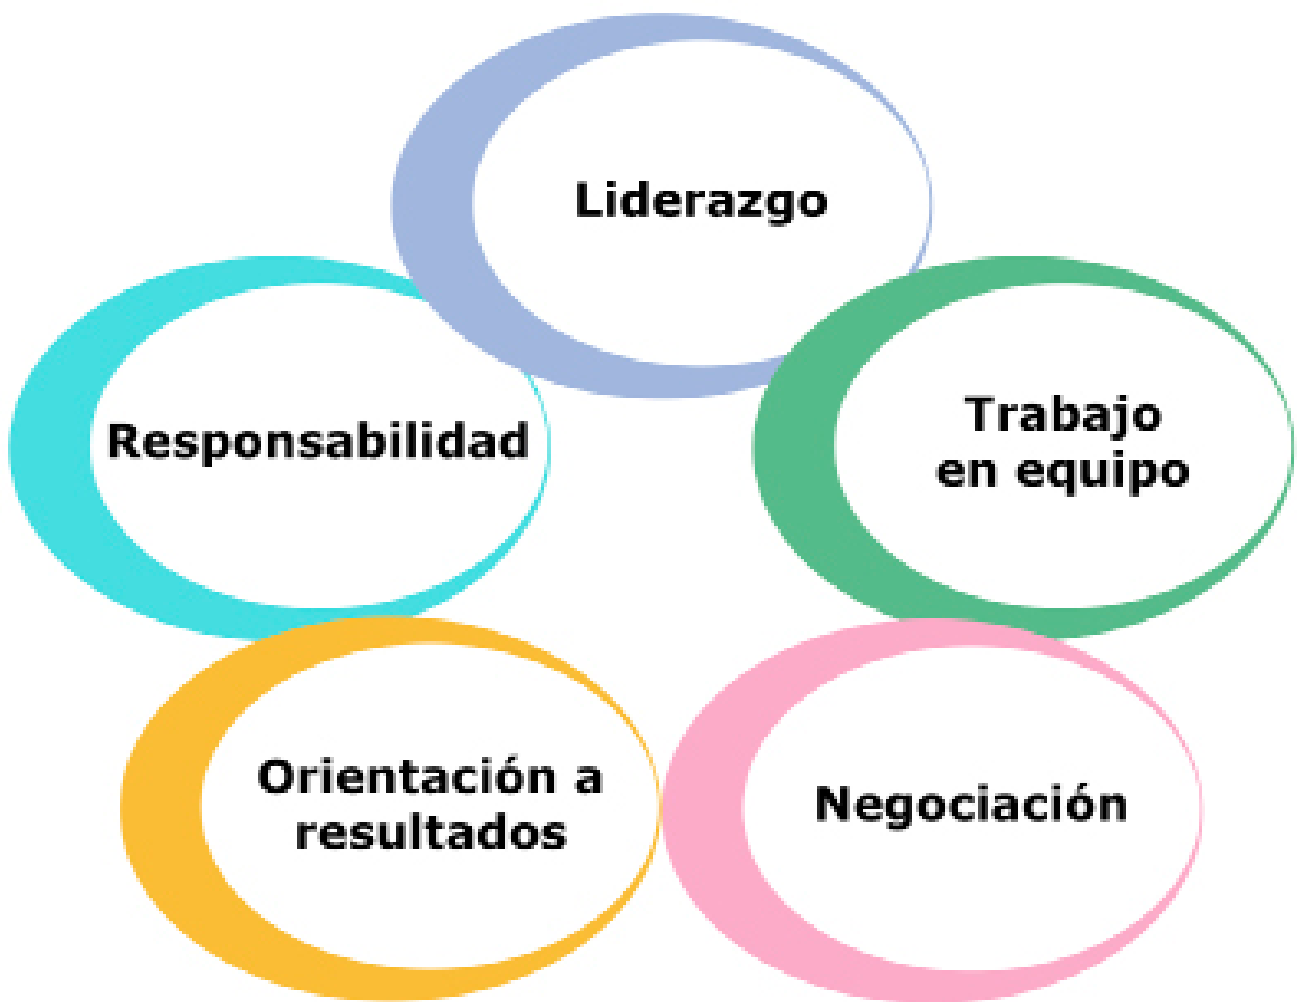 Liderazgo
Responsabilidad
Trabajo
en equipo
Orientación a
resultados
Negociación